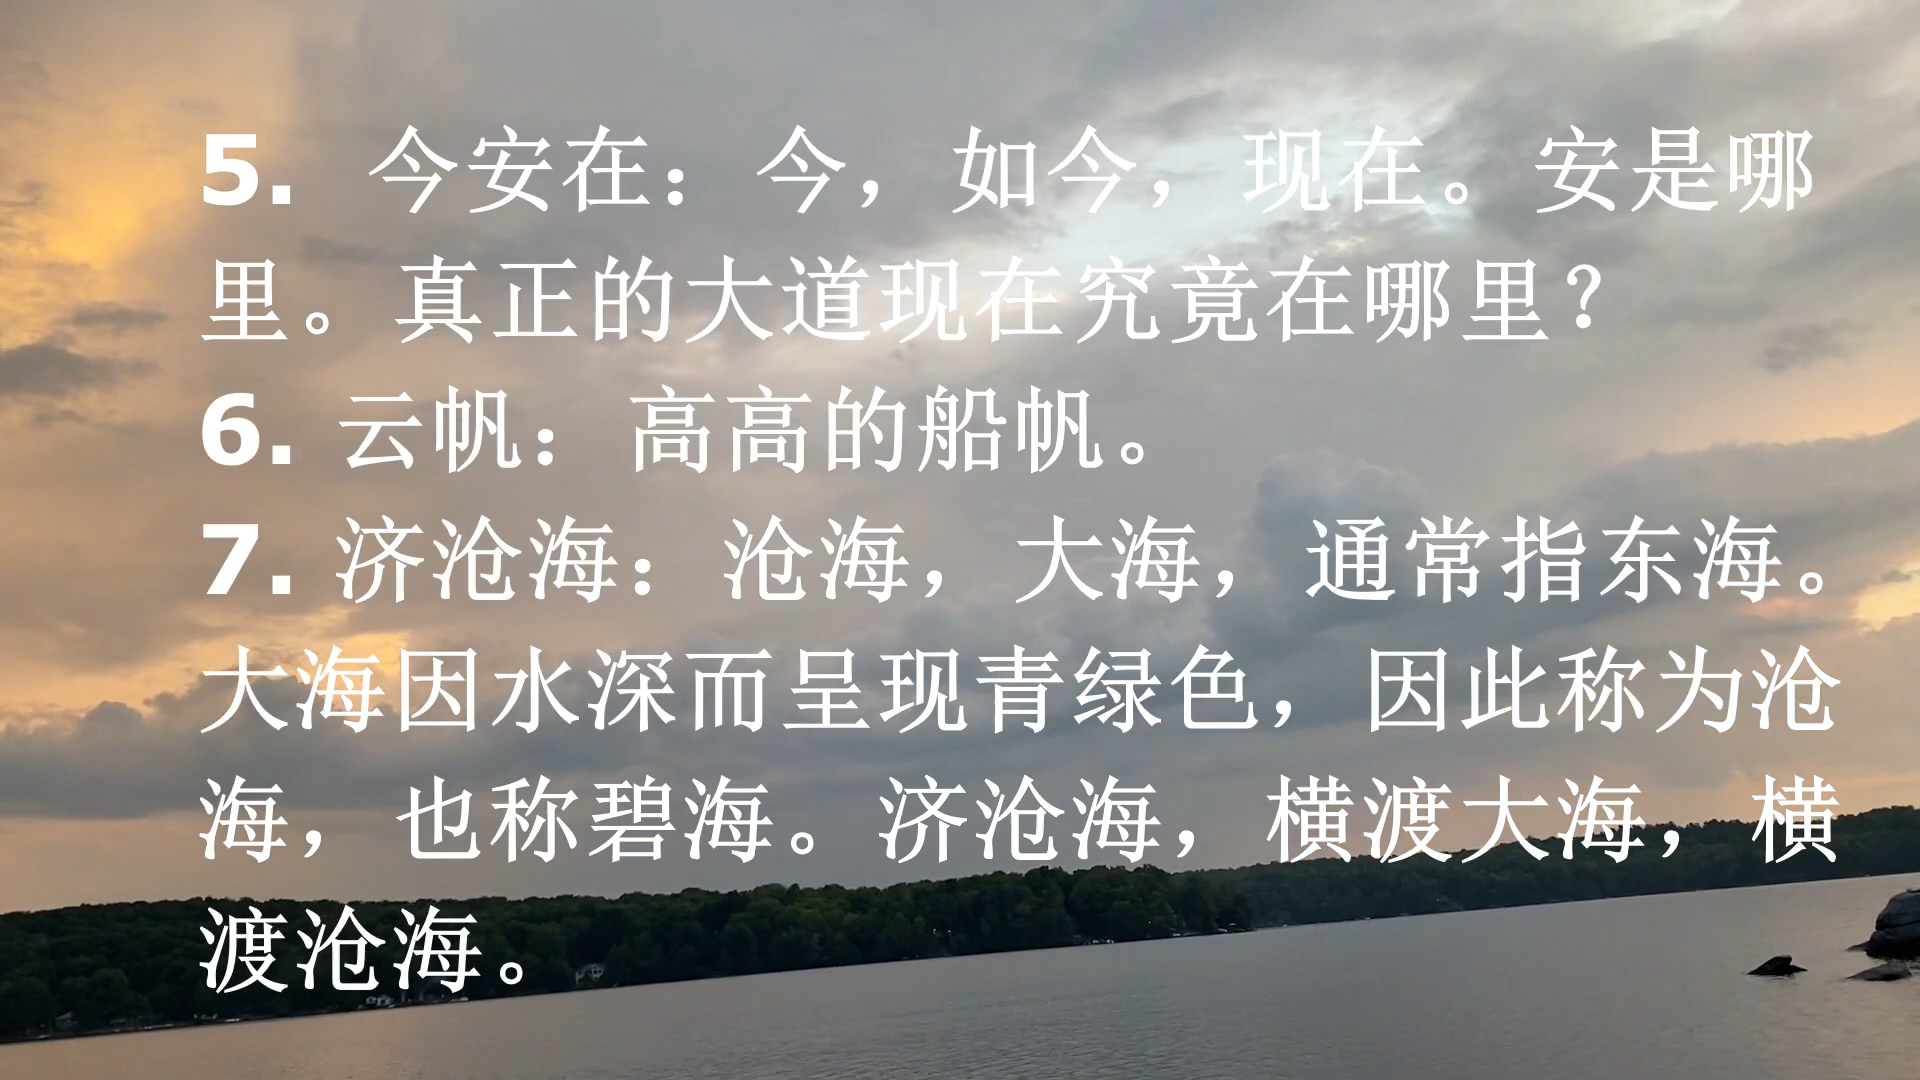 5.  今安在：今，如今，现在。安是哪
里。真正的大道现在究竟在哪里？
6. 云帆：高高的船帆。
7. 济沧海：沧海，大海，通常指东海。
大海因水深而呈现青绿色，因此称为沧
海，也称碧海。济沧海，横渡大海，横
渡沧海。